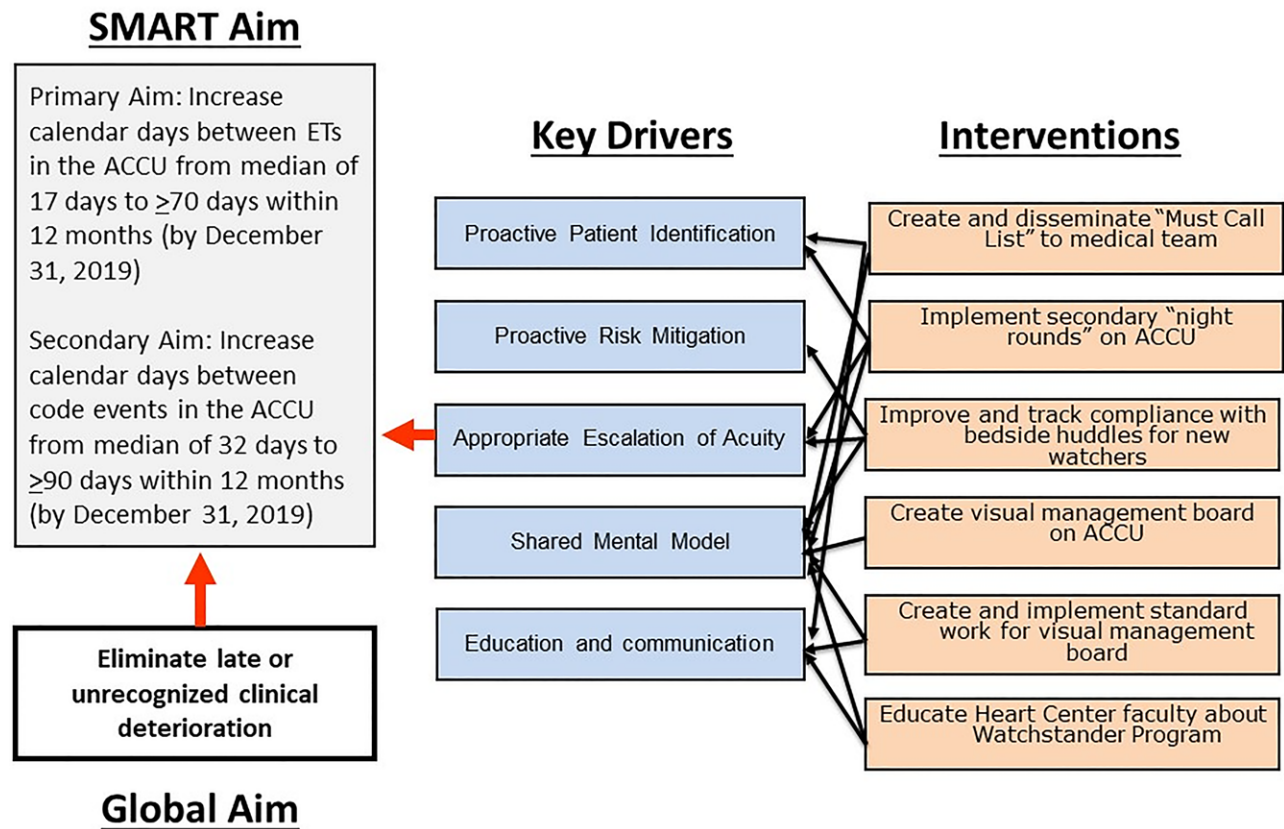 SMART Aim
Primary Aim: Increase
calendar days between ETs
in the ACCU from median of
17 days to ≥70 days within
12 months (by December
31, 2019)
Secondary Aim: Increase
calendar days between
code events in the ACCU
from median of 32 days to
≥90 days within 12 months
(by December 31, 2019)
Eliminate late or
unrecognized clinical
deterioration
Global Aim
Key Drivers
Proactive Patient Identification
Proactive Risk Mitigation
Appropriate Escalation of Acuity
Shared Mental Model
Education and communication
Interventions
Create and disseminate “Must Call
List” to medical team
Implement secondary “night
rounds” on ACCU
Improve and track compliance with
bedside huddles for new
watchers
Create visual management board
on ACCU
Create and implement standard
work for visual management
board
Educate Heart Center faculty about
Watchstander Program